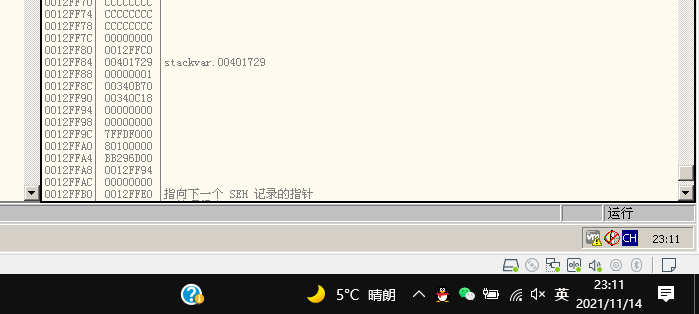 0012FF70 CCCCCCCC
0012FF74 CCCCCCCC
0012FF78 CCCCCCCC
0012FF7C 00000000
0012FF80 0012FFC0
0012FF84 00401729 stackvar.00401729
0012FF88 00000001
0012FF8C 00340B70
0012FF90 00340C18
0012FF94 00000000
0012FF98 00000000
0012FF9C 7FFDF000
0012FFA0 80100000
0012FFA4 BB296D00
0012FFA8 0012FF94
0012FFAC 00000000
0012FFB0 0012FFE0 指向下一个 SEH 记录的指针
运行
CH 23:11
5°C 晴朗 英 23:11
2021/11/14